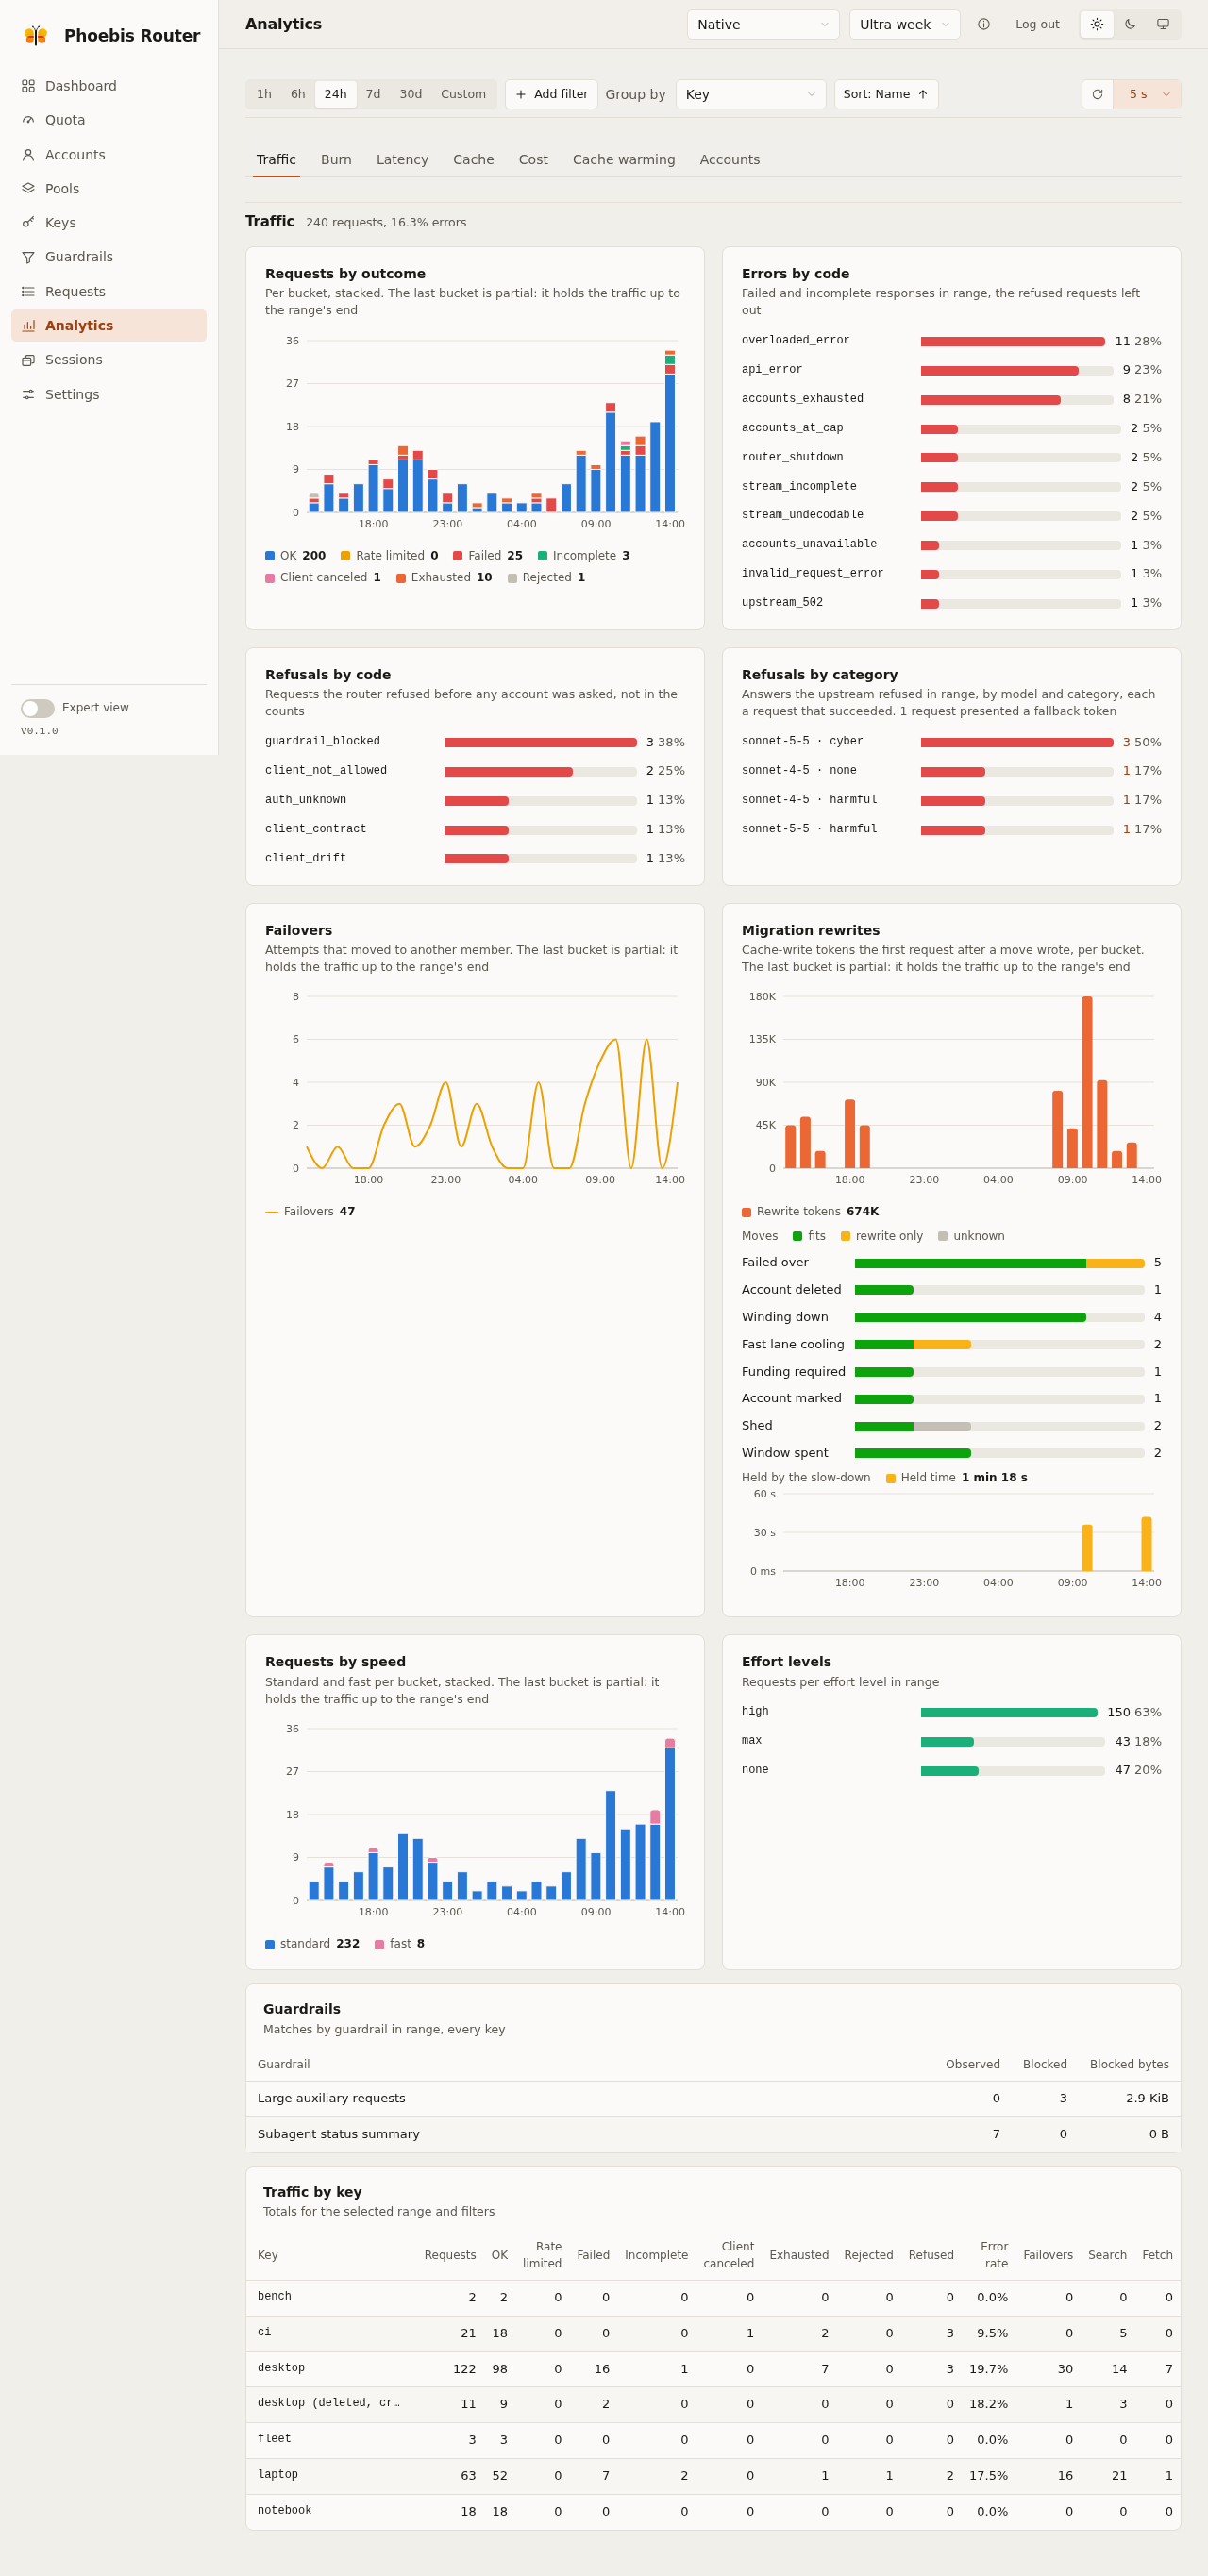 Phoebis Router
Dashboard
Quota
Accounts
Pools
Keys
Guardrails
Requests
Analytics
Sessions
Settings
Expert view
v0.1.0
Analytics
Native
Ultra week
Log out
1h 6h 24h 7d 30d Custom
Add filter
Group by
Key
Sort: Name
5 s
Traffic Burn Latency Cache Cost Cache warming Accounts
Traffic 240 requests, 16.3% errors
Requests by outcome
Per bucket, stacked. The last bucket is partial: it holds the traffic up to
the range's end
36
27
18
9
0
18:00 23:00 04:00 09:00 14:00
OK 200 Rate limited 0 Failed 25 Incomplete 3
Client canceled 1 Exhausted 10 Rejected 1
Errors by code
Failed and incomplete responses in range, the refused requests left
out
overloaded_error 11 28%
api_error 9 23%
accounts_exhausted 8 21%
accounts_at_cap 2 5%
router_shutdown 2 5%
stream_incomplete 2 5%
stream_undecodable 2 5%
accounts_unavailable 1 3%
invalid_request_error 1 3%
upstream_502 1 3%
Refusals by code
Requests the router refused before any account was asked, not in the
counts
guardrail_blocked 3 38%
client_not_allowed 2 25%
auth_unknown 1 13%
client_contract 1 13%
client_drift 1 13%
Refusals by category
Answers the upstream refused in range, by model and category, each
a request that succeeded. 1 request presented a fallback token
sonnet-5-5 · cyber 3 50%
sonnet-4-5 · none 1 17%
sonnet-4-5 · harmful 1 17%
sonnet-5-5 · harmful 1 17%
Failovers
Attempts that moved to another member. The last bucket is partial: it
holds the traffic up to the range's end
8
6
4
2
0
18:00 23:00 04:00 09:00 14:00
Failovers 47
Migration rewrites
Cache-write tokens the first request after a move wrote, per bucket.
The last bucket is partial: it holds the traffic up to the range's end
180K
135K
90K
45K
0
18:00 23:00 04:00 09:00 14:00
Rewrite tokens 674K
Moves fits rewrite only unknown
Failed over 5
Account deleted 1
Winding down 4
Fast lane cooling 2
Funding required 1
Account marked 1
Shed 2
Window spent 2
Held by the slow-down Held time 1 min 18 s
60 s
30 s
0 ms
18:00 23:00 04:00 09:00 14:00
Requests by speed
Standard and fast per bucket, stacked. The last bucket is partial: it
holds the traffic up to the range's end
36
27
18
9
0
18:00 23:00 04:00 09:00 14:00
standard 232 fast 8
Effort levels
Requests per effort level in range
high 150 63%
max 43 18%
none 47 20%
Guardrails
Matches by guardrail in range, every key
Guardrail Observed Blocked Blocked bytes
Large auxiliary requests 0 3 2.9 KiB
Subagent status summary 7 0 0 B
Traffic by key
Totals for the selected range and filters
Key Requests OK Rate limited Failed Incomplete Client canceled Exhausted Rejected Refused Error rate Failovers Search Fetch
bench 2 2 0 0 0 0 0 0 0 0.0% 0 0 0
ci 21 18 0 0 0 1 2 0 3 9.5% 0 5 0
desktop 122 98 0 16 1 0 7 0 3 19.7% 30 14 7
desktop (deleted, cr… 11 9 0 2 0 0 0 0 0 18.2% 1 3 0
fleet 3 3 0 0 0 0 0 0 0 0.0% 0 0 0
laptop 63 52 0 7 2 0 1 1 2 17.5% 16 21 1
notebook 18 18 0 0 0 0 0 0 0 0.0% 0 0 0